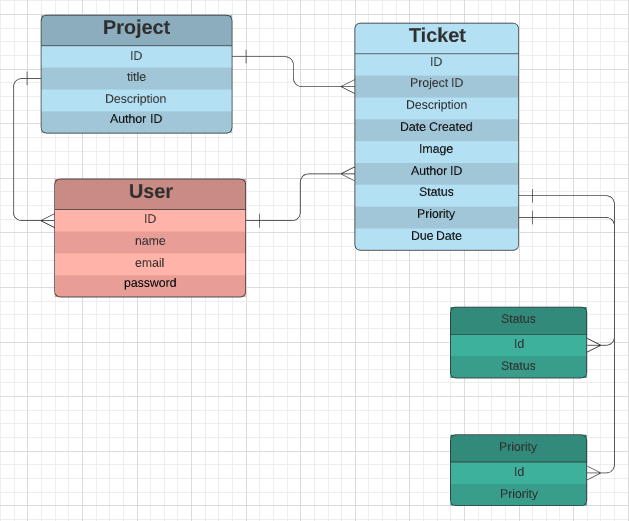 Project
ID
title
Description
Author ID
Ticket
ID
Project ID
Description
Date Created
Image
Author ID
Status
Priority
Due Date
User
ID
name
email
password
Status
Id
Status
Priority
Id
Priority